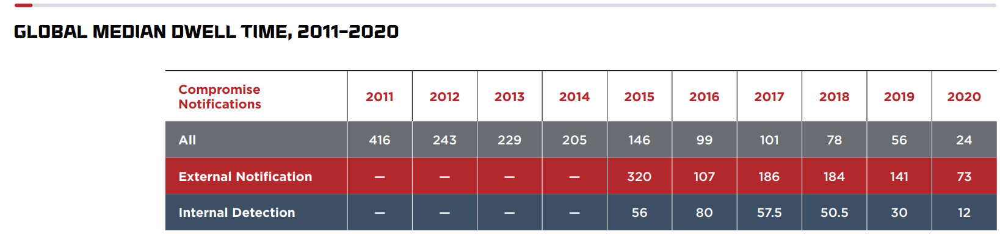 GLOBAL MEDIAN DWELL TIME, 2011–2020
Compromise
Notifications 2011 2012 2013 2014 2015 2016 2017 2018 2019 2020
All 416 243 229 205 146 99 101 78 56 24
External Notification — — — — 320 107 186 184 141 73
Internal Detection — — — — 56 80 57.5 50.5 30 12